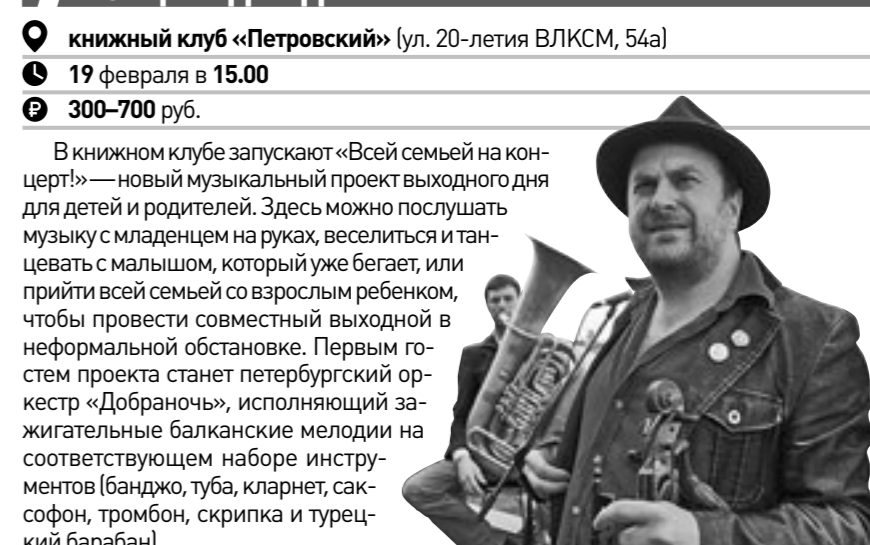 книжный клуб «Петровский» (ул. 20-летия ВЛКСМ, 54а)
19 февраля в 15.00
300–700 руб.
В книжном клубе запускают «Всей семьей на кон-
церт!» — новый музыкальный проект выходного дня
для детей и родителей. Здесь можно послушать
музыку с младенцем на руках, веселиться и тан-
цевать с малышом, который уже бегает, или
прийти всей семьей со взрослым ребенком,
чтобы провести совместный выходной в
неформальной обстановке. Первым го-
стем проекта станет петербургский ор-
кестр «Добраночь», исполняющий за-
жигательные балканские мелодии на
соответствующем наборе инстру-
ментов (банджо, туба, кларнет, сак-
софон, тромбон, скрипка и турец-
кий барабан)